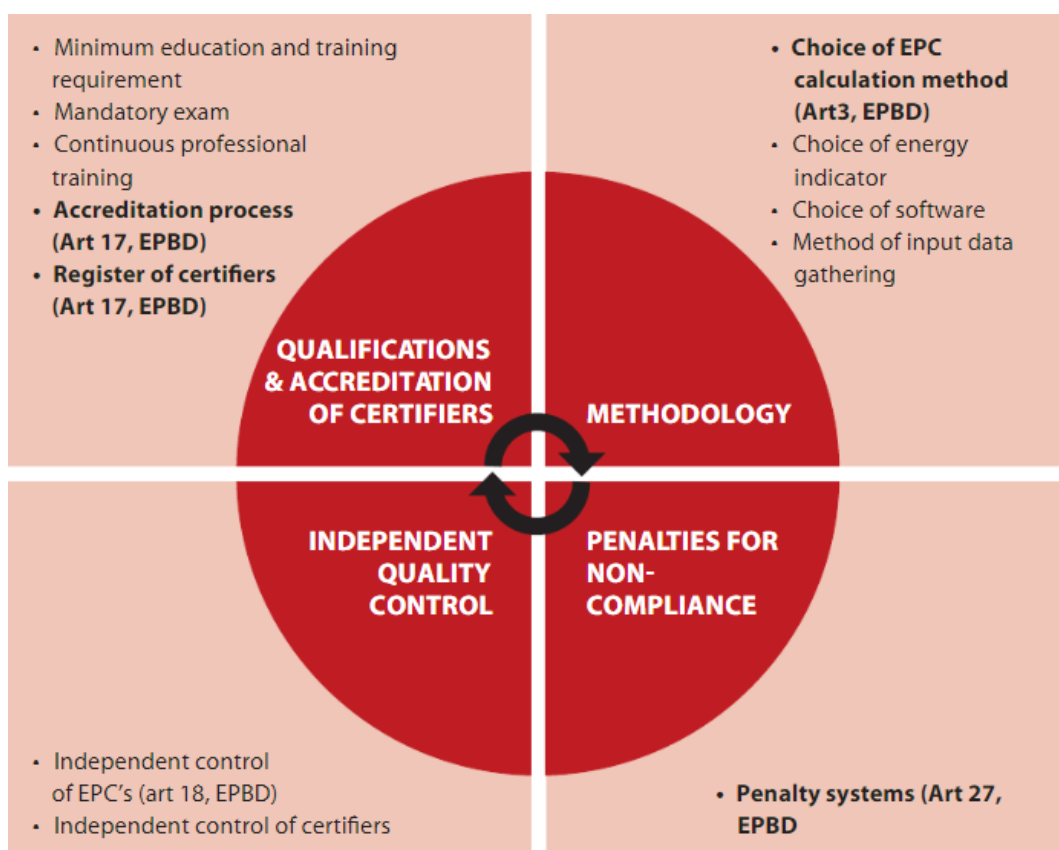 • Minimum education and training
requirement
• Mandatory exam
• Continuous professional
training
• Accreditation process
(Art 17, EPBD)
• Register of certifiers
(Art 17, EPBD)
• Choice of EPC
calculation method
(Art3, EPBD)
• Choice of energy
indicator
• Choice of software
• Method of input data
gathering
QUALIFICATIONS
& ACCREDITATION
OF CERTIFIERS
METHODOLOGY
INDEPENDENT
QUALITY
CONTROL
PENALTIES FOR
NON-
COMPLIANCE
• Independent control
of EPC's (art 18, EPBD)
• Independent control of certifiers
• Penalty systems (Art 27,
EPBD